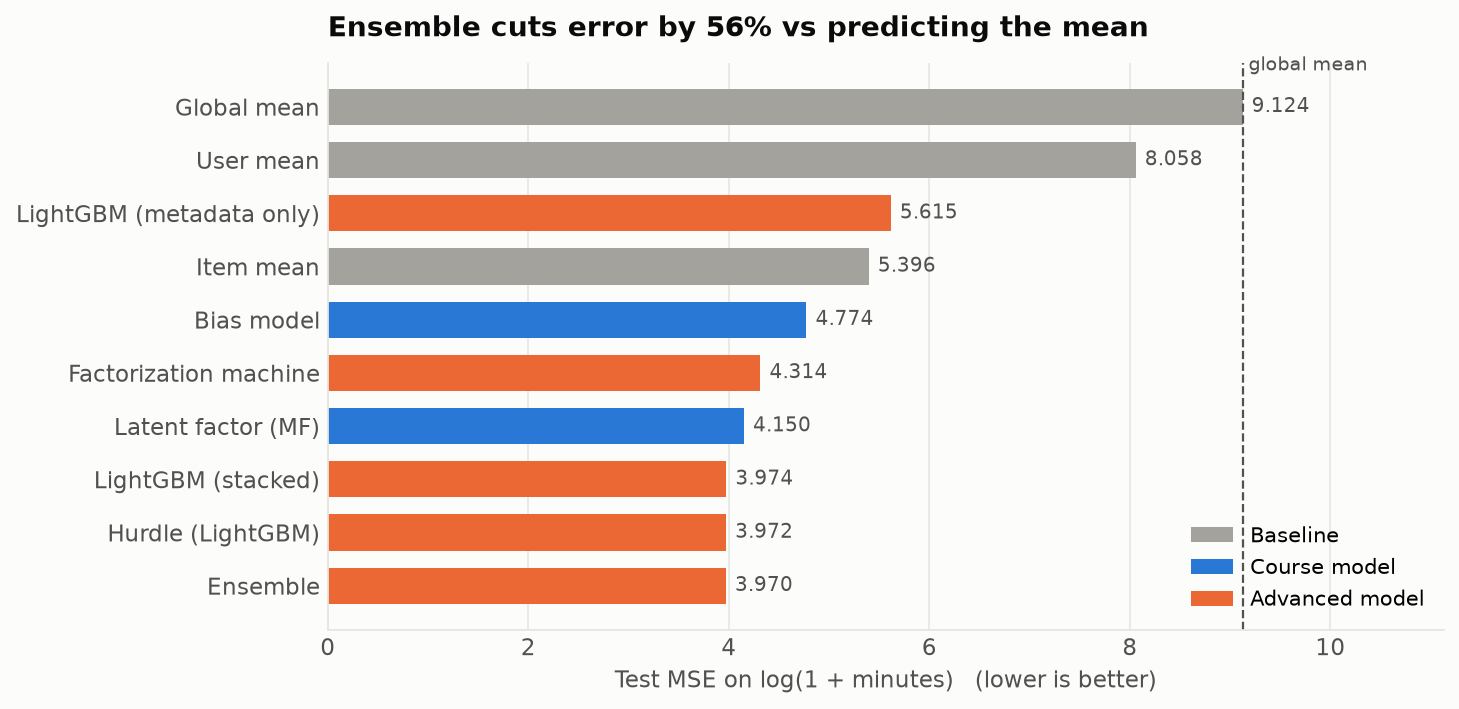 Ensemble cuts error by 56% vs predicting the mean
global mean
Global mean 9.124
User mean 8.058
LightGBM (metadata only) 5.615
Item mean 5.396
Bias model 4.774
Factorization machine 4.314
Latent factor (MF) 4.150
LightGBM (stacked) 3.974
Hurdle (LightGBM) 3.972
Ensemble 3.970
Baseline
Course model
Advanced model
0 2 4 6 8 10
Test MSE on log(1 + minutes) (lower is better)